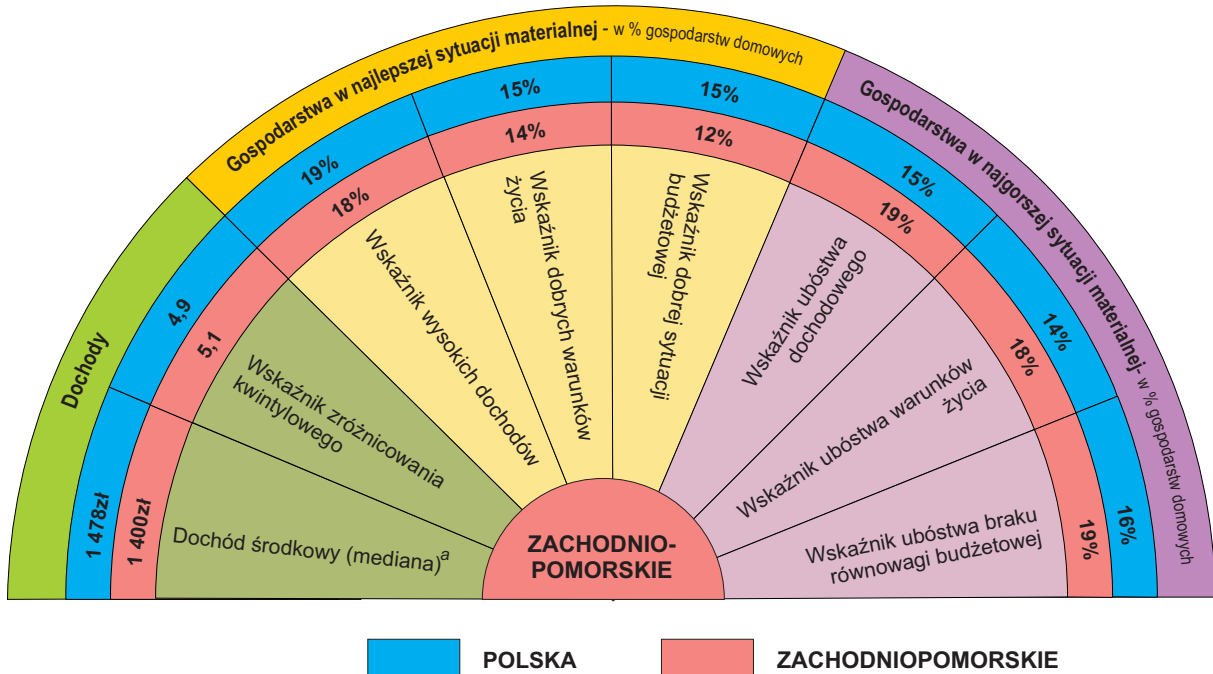 Dochody
Gospodarstwa w najlepszej sytuacji materialnej - w % gospodarstw domowych
Gospodarstwa w najgorszej sytuacji materialnej- w % gospodarstw domowych
1 478zł
4,9
19%
15%
15%
15%
14%
16%
1 400zł
5,1
18%
14%
12%
19%
18%
19%
Dochód środkowy (mediana)a
Wskaźnik zróżnicowania
kwintylowego
Wskaźnik wysokich dochodów
Wskaźnik dobrych warunków
życia
Wskaźnik dobrej sytuacji
budżetowej
Wskaźnik ubóstwa
dochodowego
Wskaźnik ubóstwa warunków
życia
Wskaźnik ubóstwa braku
równowagi budżetowej
ZACHODNIO-
POMORSKIE
POLSKA
ZACHODNIOPOMORSKIE